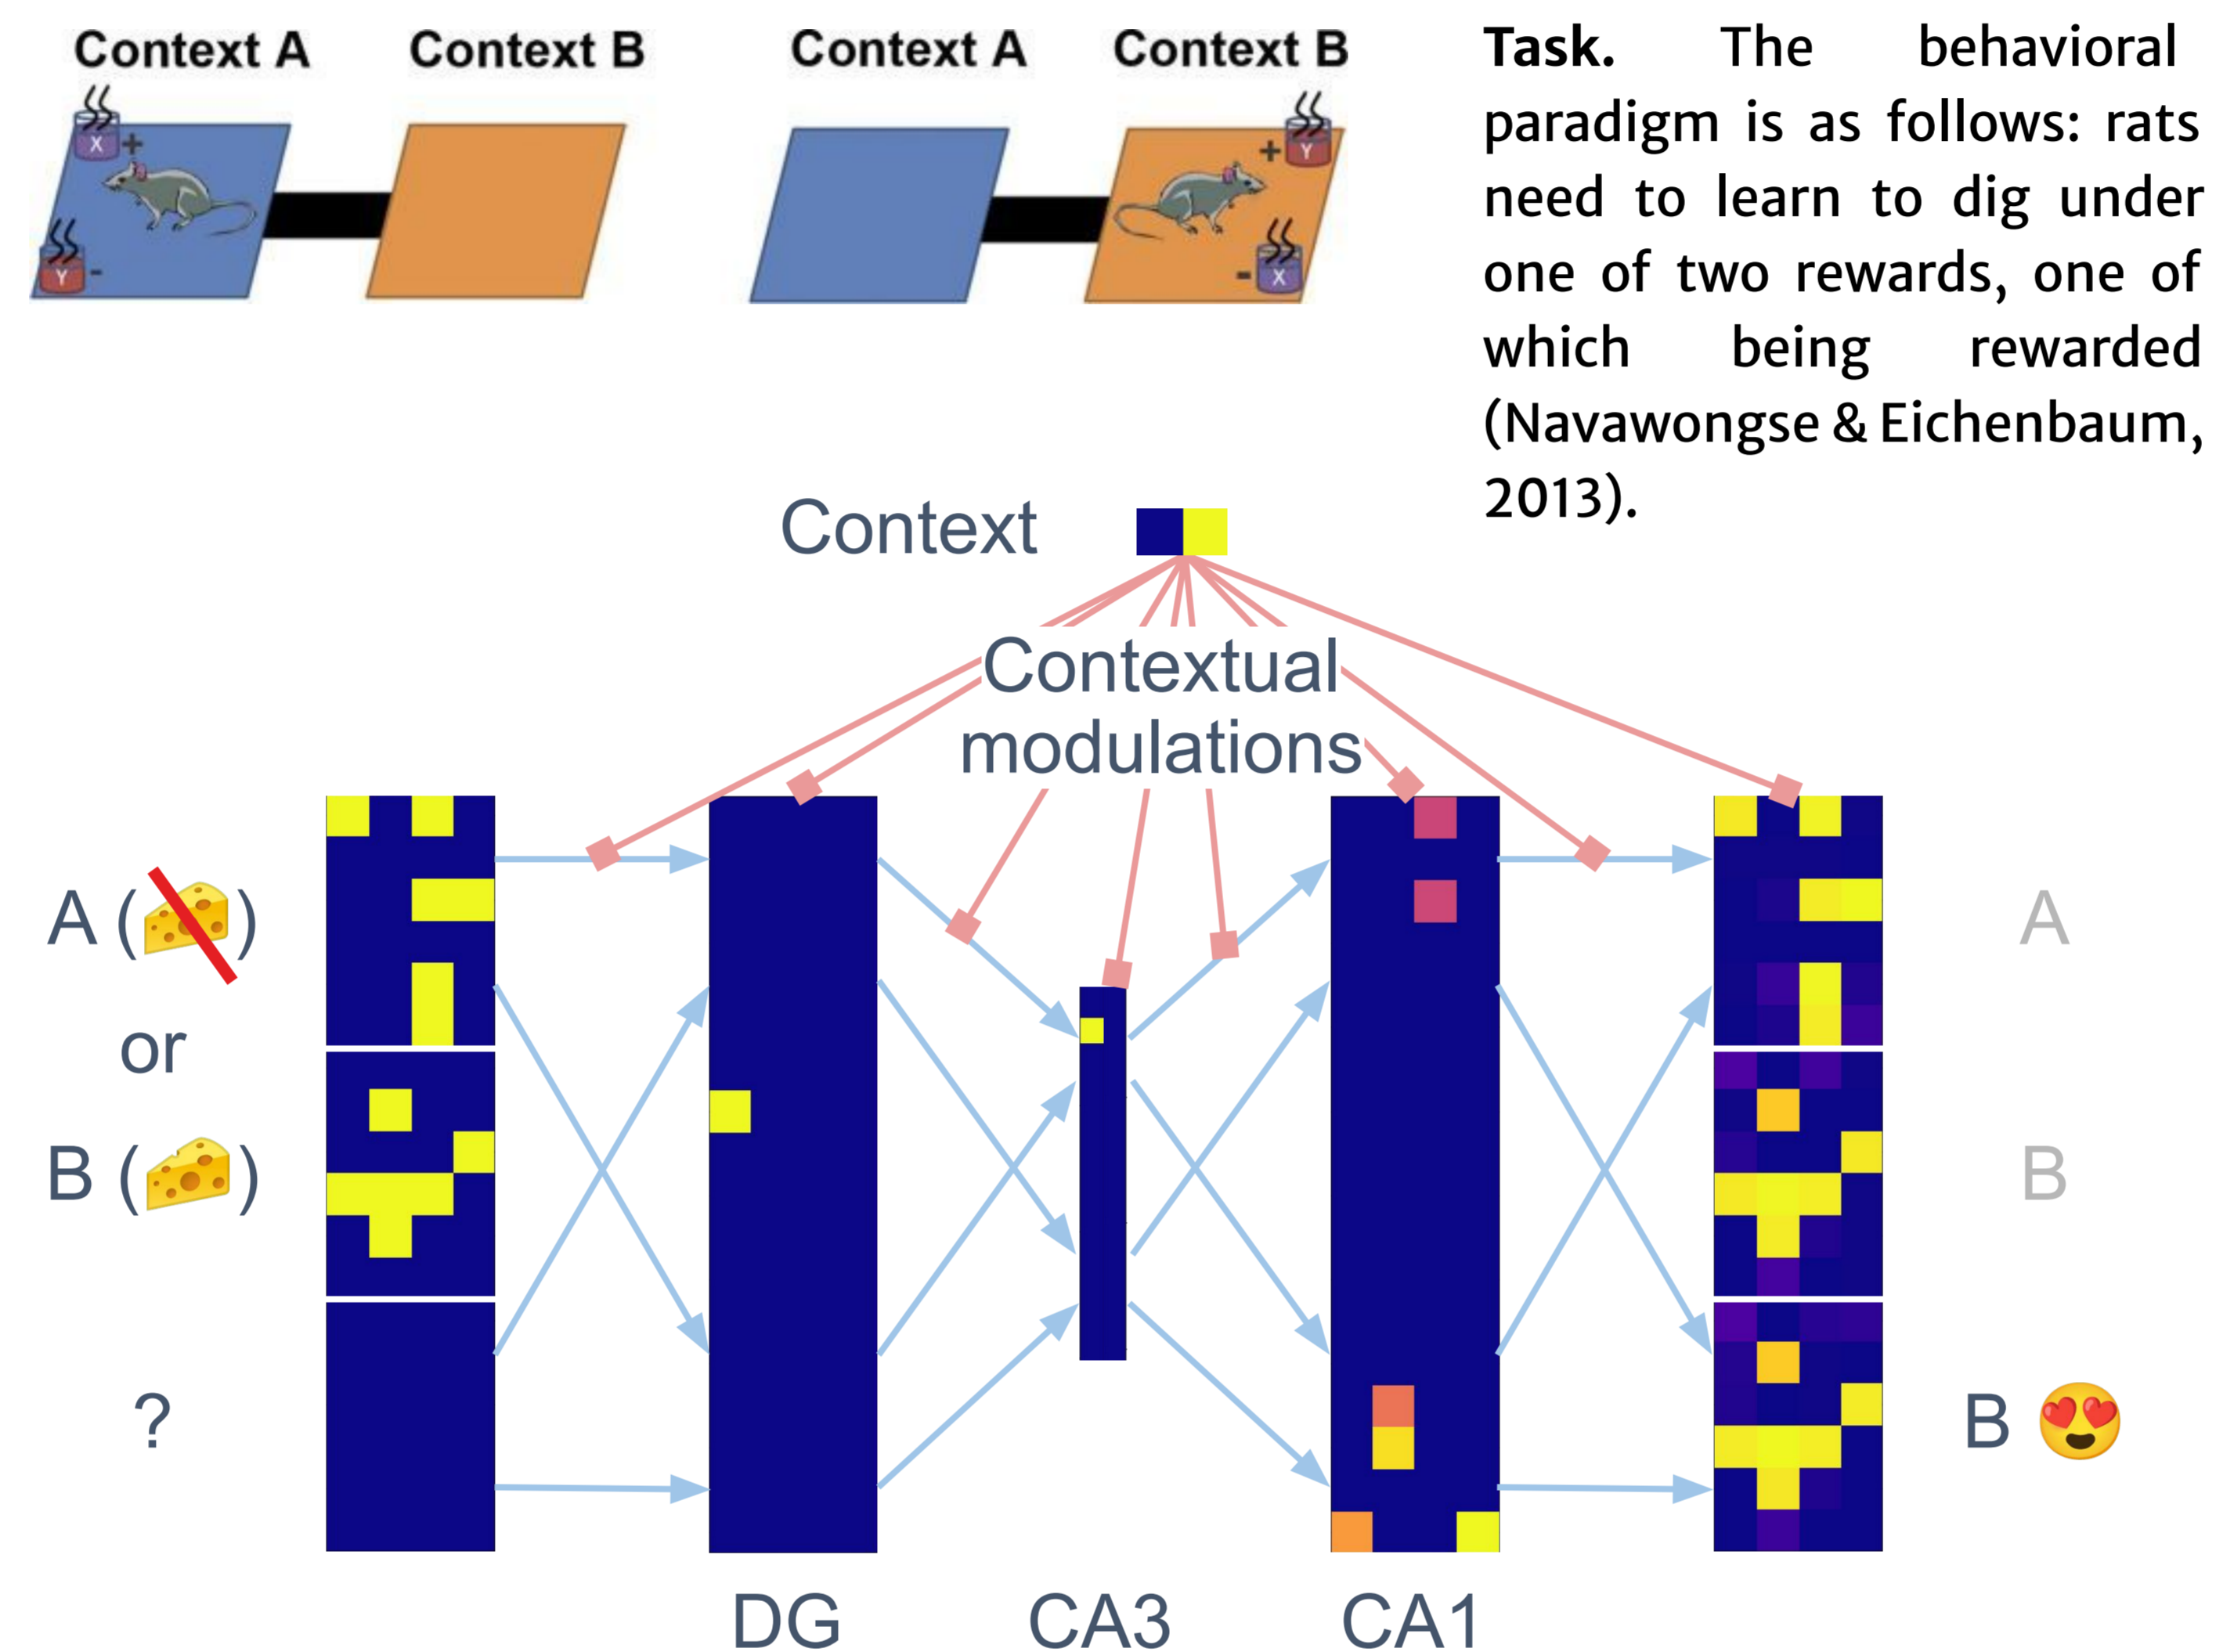 Context A
Context B
Context A
Context B
X
+
Y
-
+
Y
-
X
Task. The behavioral
paradigm is as follows: rats
need to learn to dig under
one of two rewards, one of
which being rewarded
(Navawongse & Eichenbaum,
2013).
Context
Contextual
modulations
A ( )
or
B ( )
?
A
B
B
DG
CA3
CA1